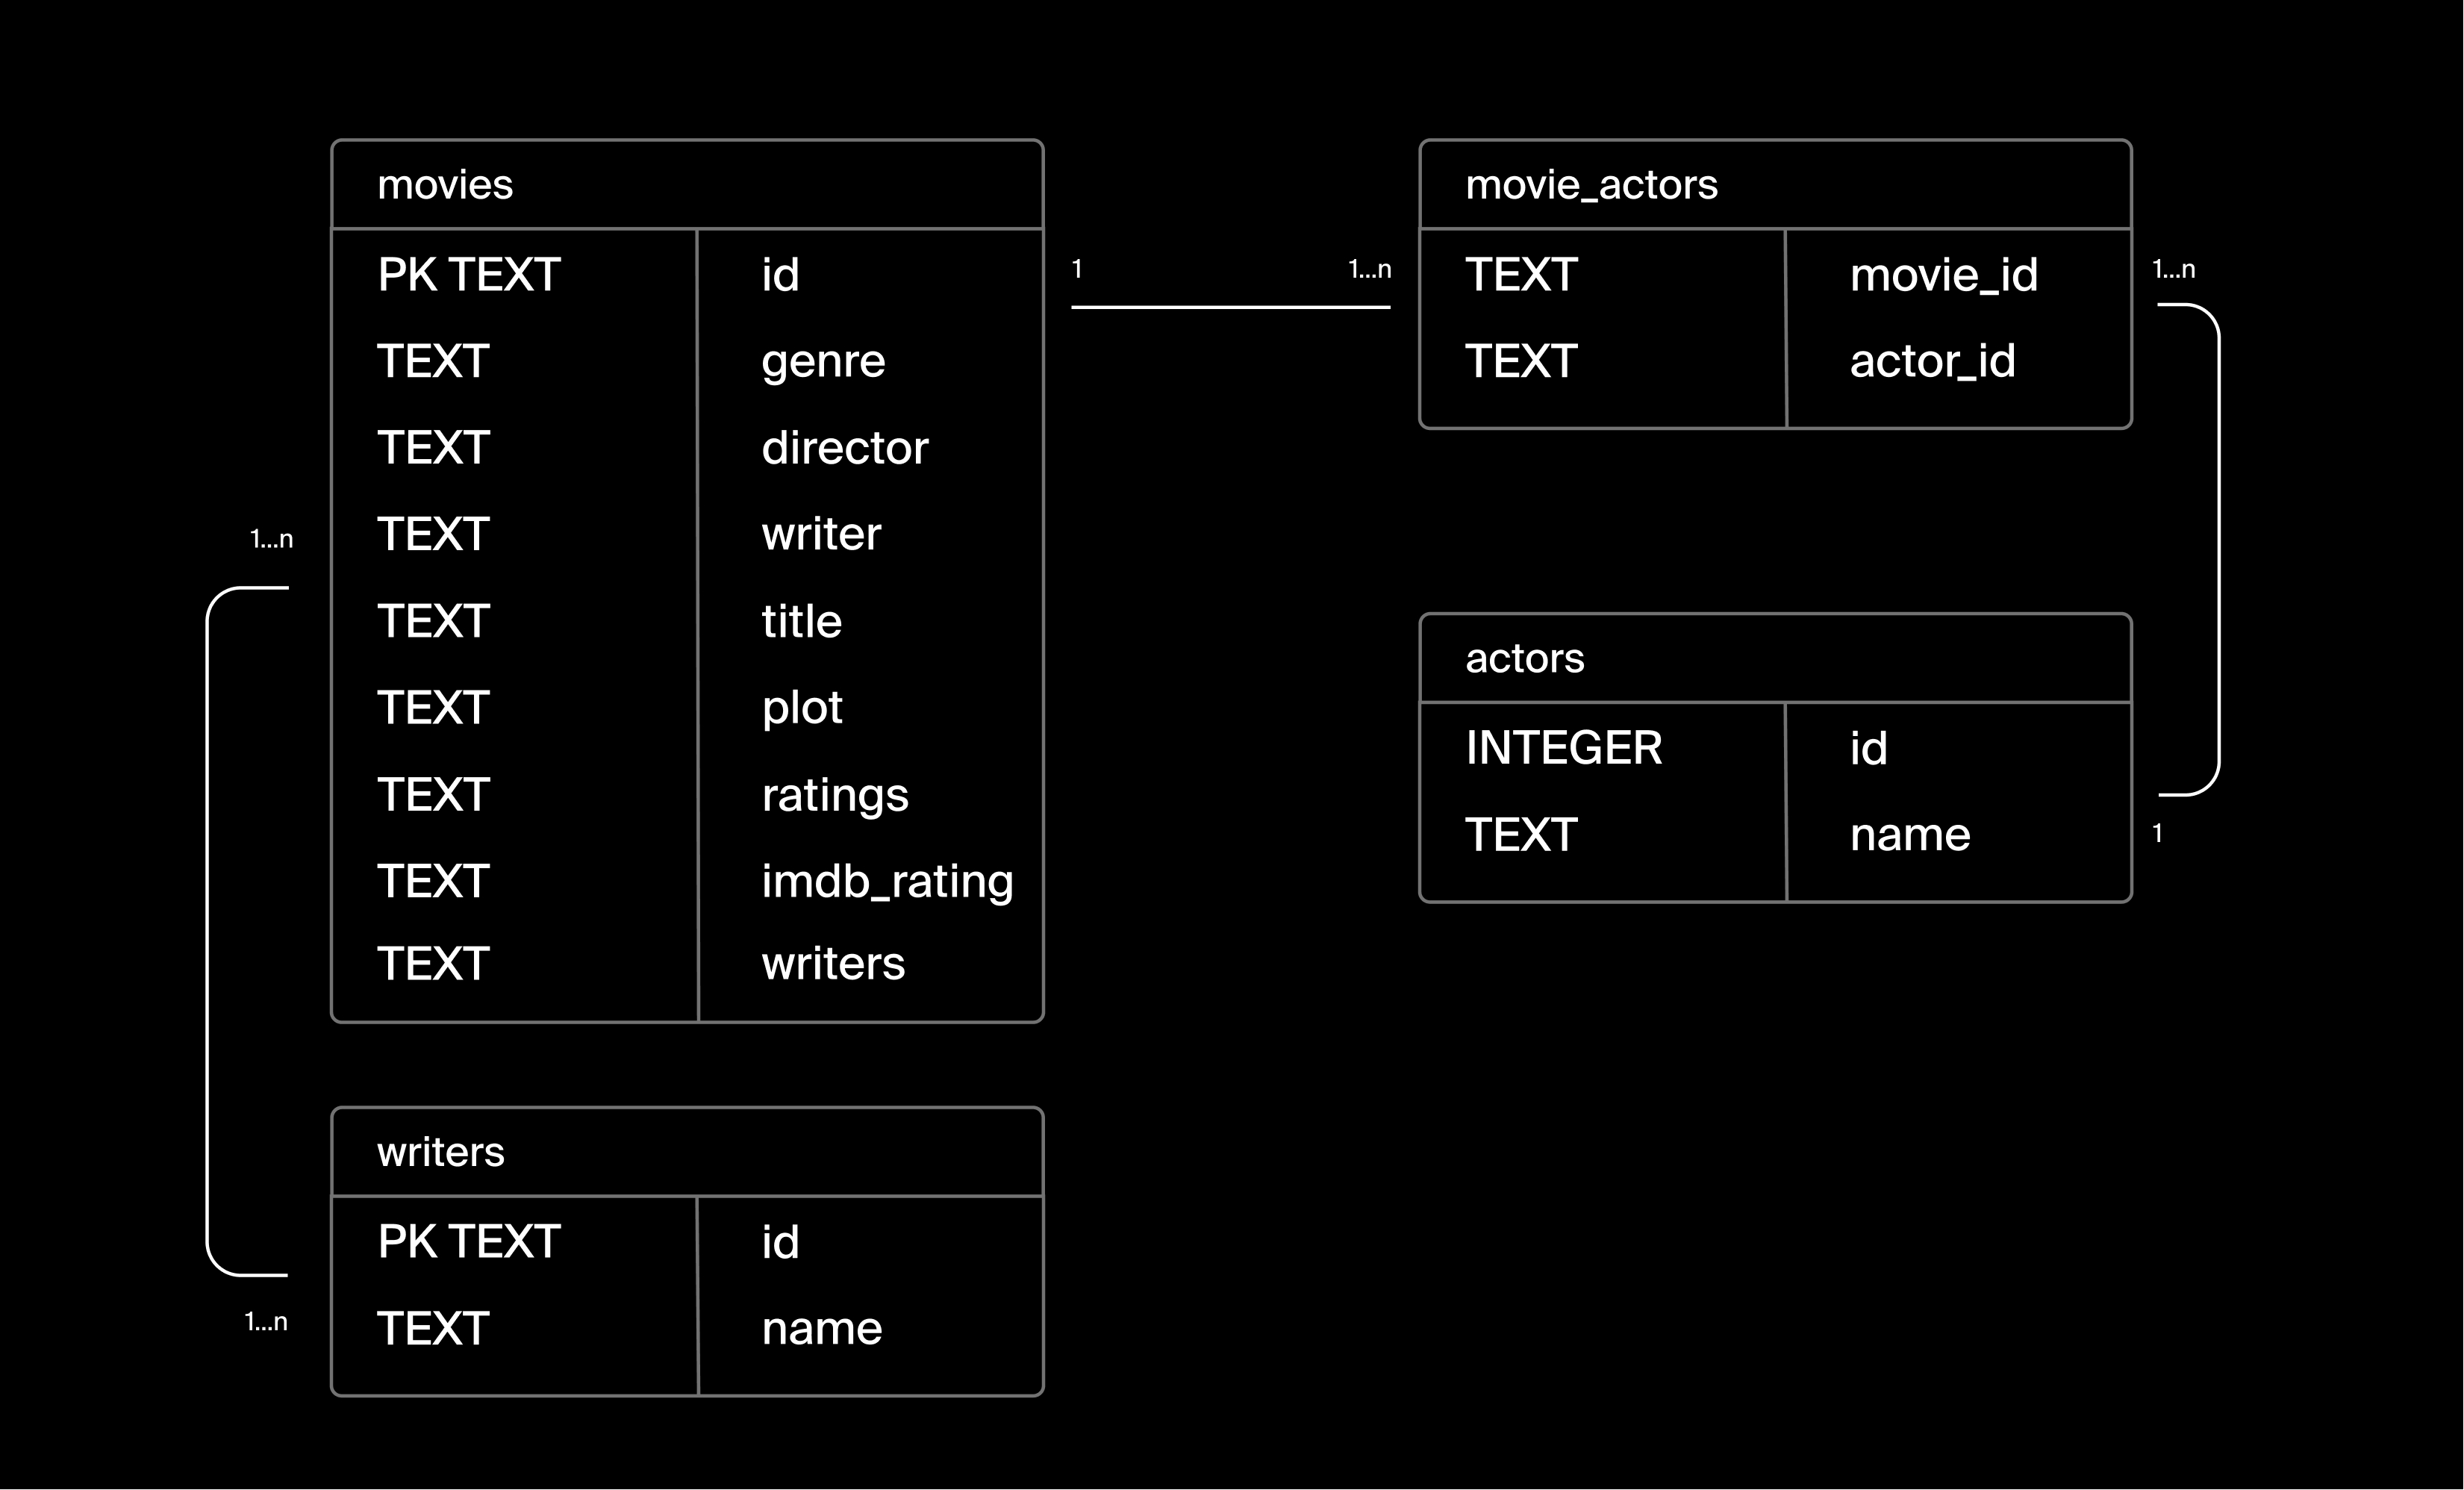 movies
PK TEXT id
TEXT genre
TEXT director
TEXT writer
TEXT title
TEXT plot
TEXT ratings
TEXT imdb_rating
TEXT writers
1...n
1...n
1
1...n
movie_actors
TEXT movie_id
TEXT actor_id
1...n
1
actors
INTEGER id
TEXT name
writers
PK TEXT id
TEXT name